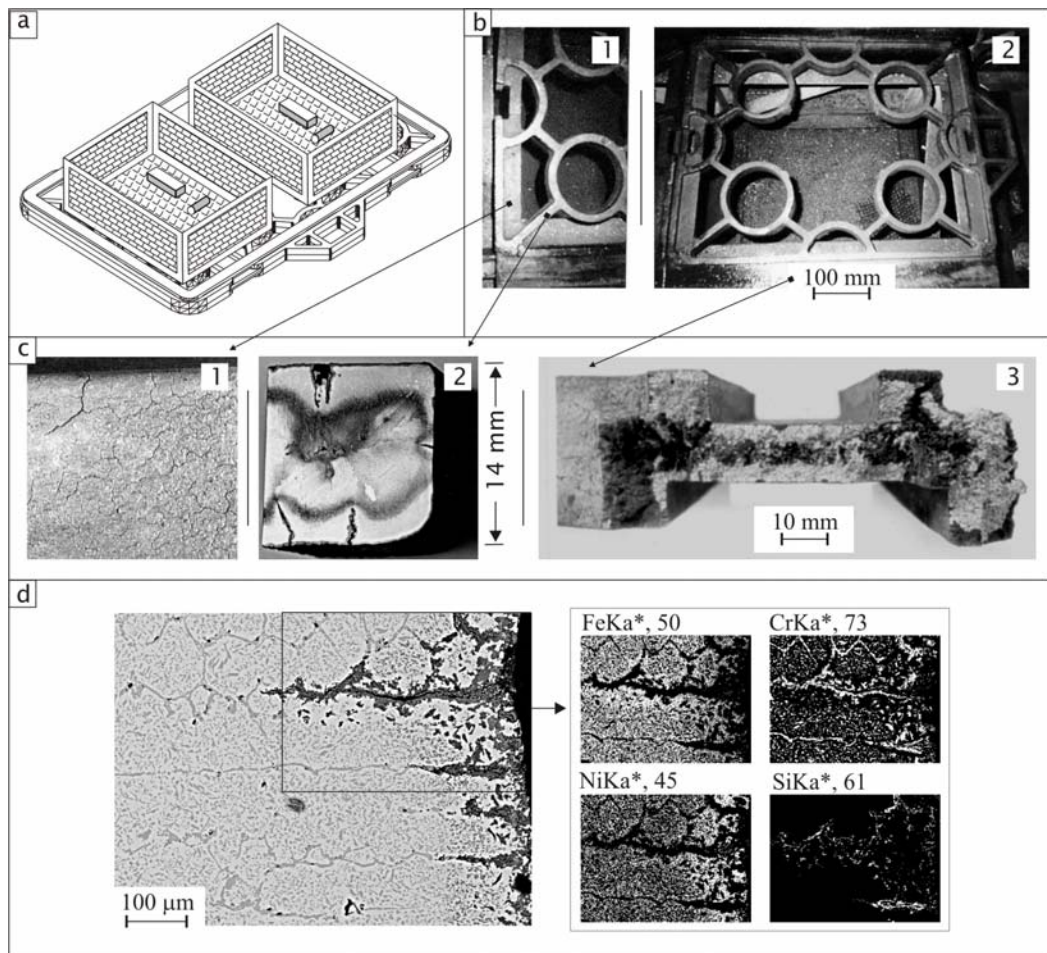 a
b
1
2
100 mm
c
1
2
14 mm
3
10 mm
d
FeKa*, 50
CrKa*, 73
NiKa*, 45
SiKa*, 61
100 µm